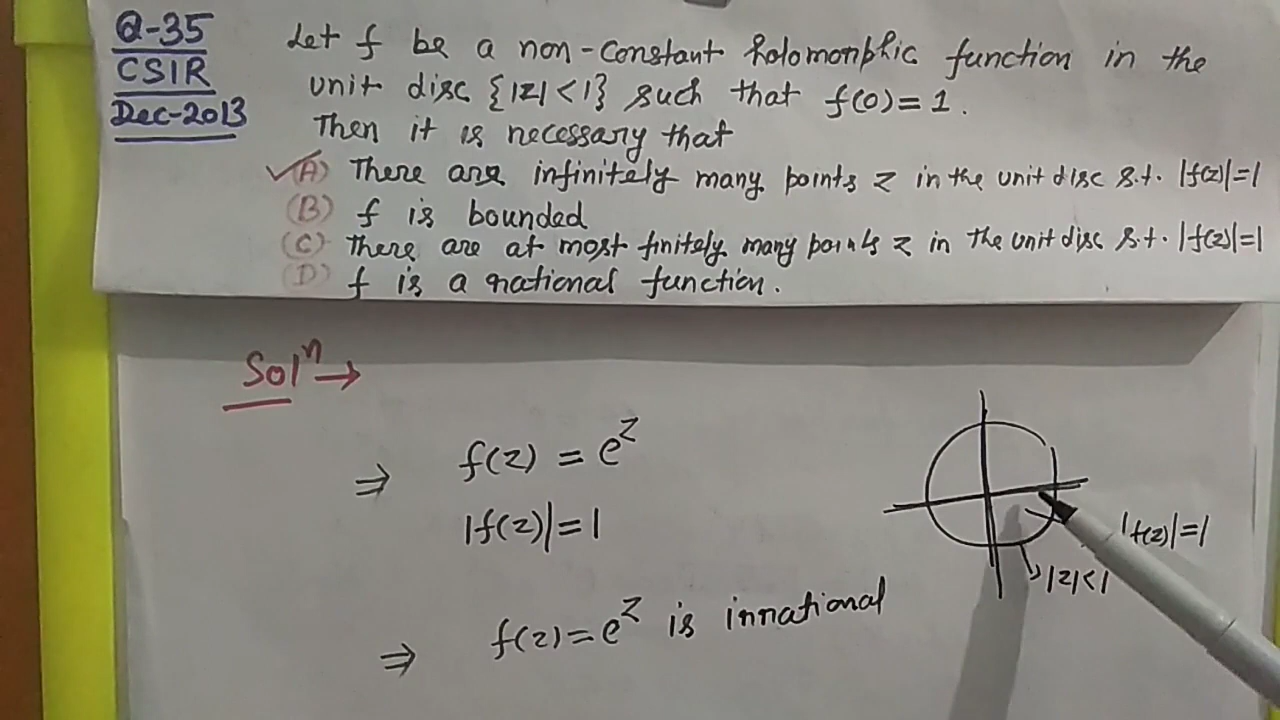 Q-35
CSIR
Dec-2013
Let f be a non-constant holomorphic function in the
unit disc {|z|<1} such that f(0)=1.
Then it is necessary that
(A) There are infinitely many points z in the unit disc s.t. |f(z)|=1
(B) f is bounded
(C) There are at most finitely many points z in the unit disc s.t. |f(z)|=1
(D) f is a rational function.
Solⁿ →
⇒ f(z) = e^z
|f(z)|=1
|f(z)|=1
|z|<1
⇒ f(z)=e^z is irrational